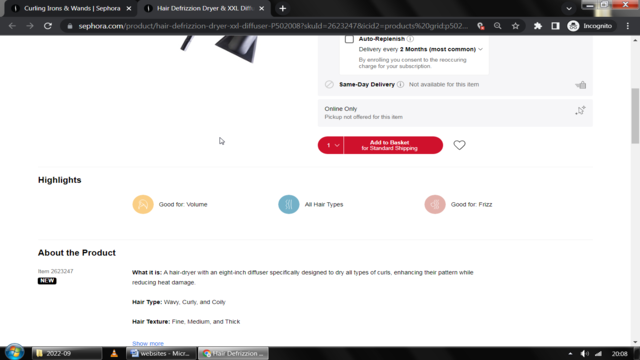 Curling Irons & Wands | Sephora
Hair Defrizzion Dryer & XXL Diffu
sephora.com/product/hair-defrizzion-dryer-xxl-diffuser-P502008?skuId=2623247&icid2=products%20grid:p502...
Incognito
Auto-Replenish
Delivery every 2 Months (most common)
By enrolling you consent to the reoccuring
charge for your subscription.
Same-Day Delivery Not available for this item
Online Only
Pickup not offered for this item
1
Add to Basket
for Standard Shipping
Highlights
Good for: Volume
All Hair Types
Good for: Frizz
About the Product
Item 2623247
NEW
What it is: A hair-dryer with an eight-inch diffuser specifically designed to dry all types of curls, enhancing their pattern while
reducing heat damage.
Hair Type: Wavy, Curly, and Coily
Hair Texture: Fine, Medium, and Thick
Show more
2022-09
websites - Micr...
Hair Defrizzion ...
20:08